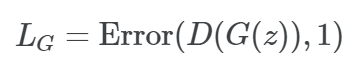 L_G = Error(D(G(z)), 1)